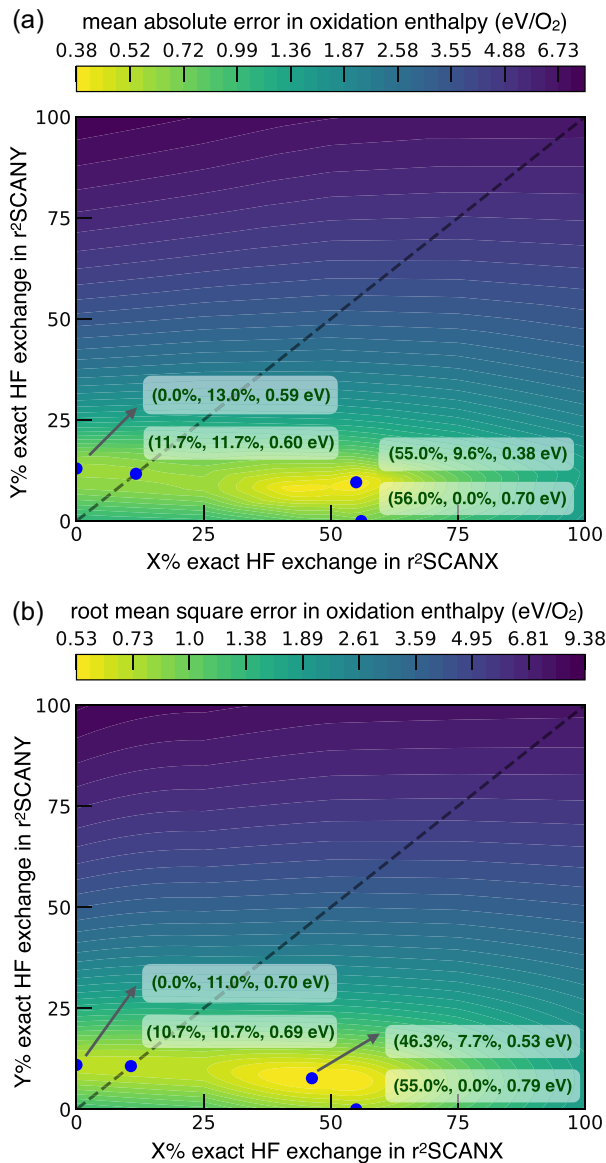 (a) mean absolute error in oxidation enthalpy (eV/O₂)
0.38 0.52 0.72 0.99 1.36 1.87 2.58 3.55 4.88 6.73
100
75
50
25
0
Y% exact HF exchange in r²SCANY
(0.0%, 13.0%, 0.59 eV)
(11.7%, 11.7%, 0.60 eV)
(55.0%, 9.6%, 0.38 eV)
(56.0%, 0.0%, 0.70 eV)
0 25 50 75 100
X% exact HF exchange in r²SCANX
(b) root mean square error in oxidation enthalpy (eV/O₂)
0.53 0.73 1.0 1.38 1.89 2.61 3.59 4.95 6.81 9.38
100
75
50
25
0
Y% exact HF exchange in r²SCANY
(0.0%, 11.0%, 0.70 eV)
(10.7%, 10.7%, 0.69 eV)
(46.3%, 7.7%, 0.53 eV)
(55.0%, 0.0%, 0.79 eV)
0 25 50 75 100
X% exact HF exchange in r²SCANX